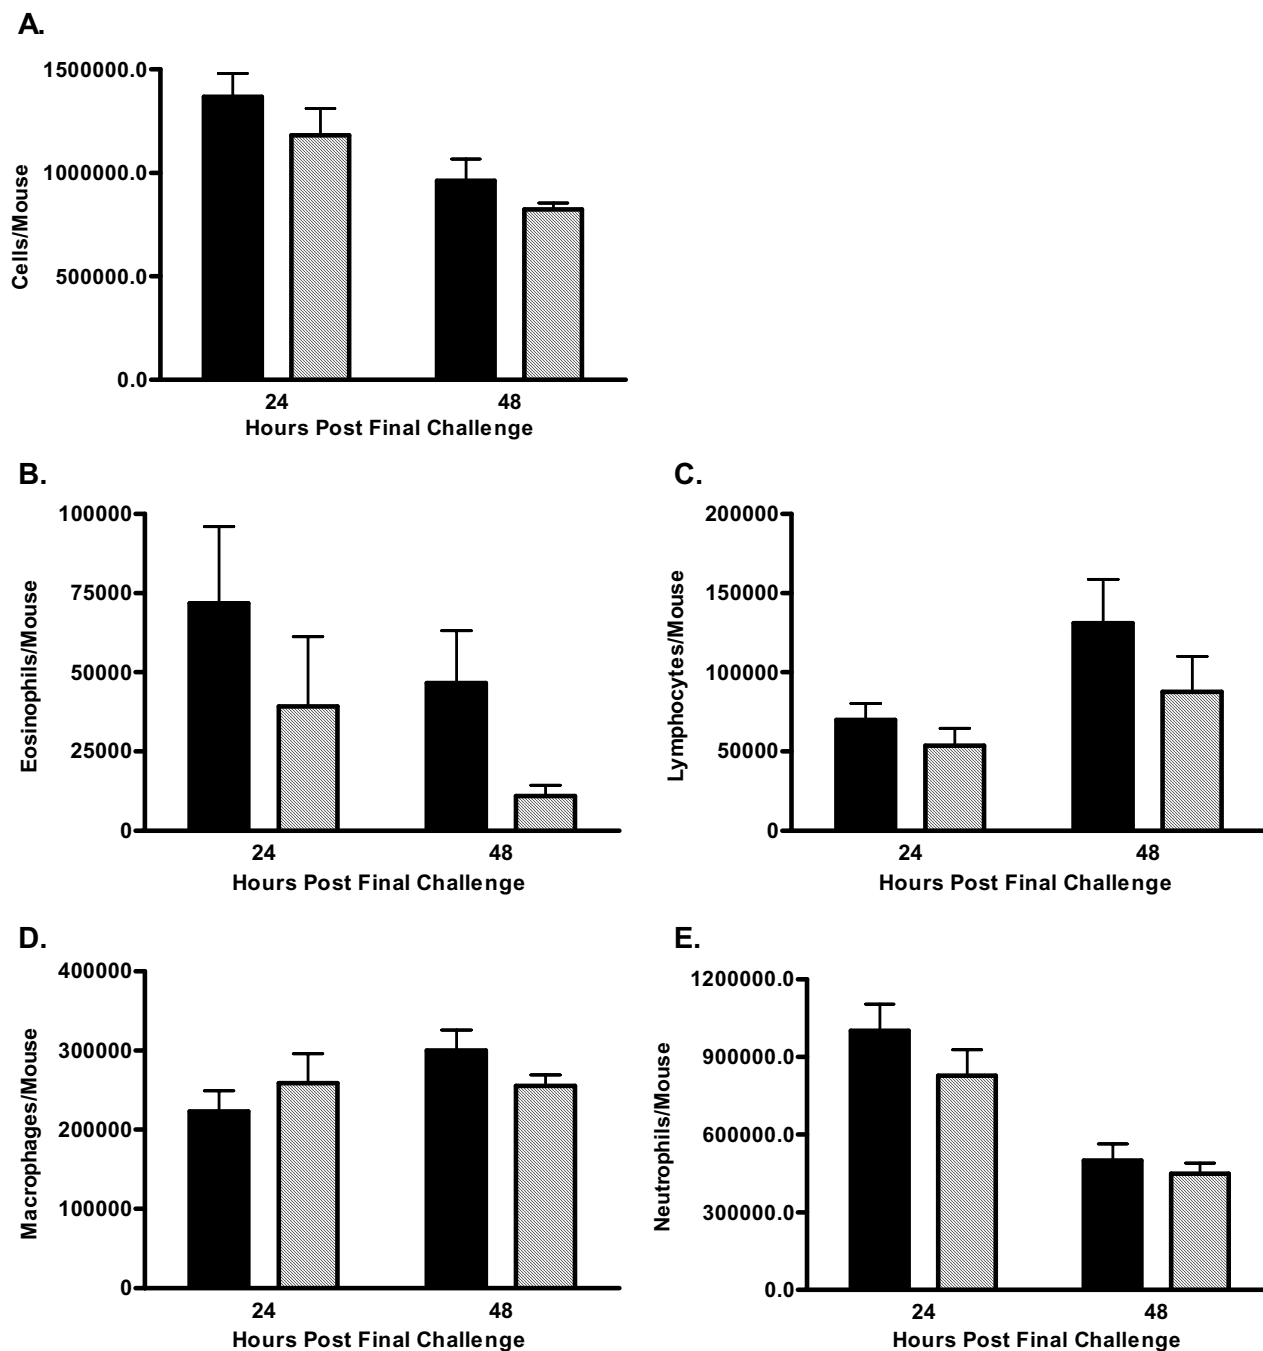 A.
1500000.0
1000000.0
500000.0
0.0
Cells/Mouse
24 48
Hours Post Final Challenge
B.
100000
75000
50000
25000
0
Eosinophils/Mouse
24 48
Hours Post Final Challenge
C.
200000
150000
100000
50000
0
Lymphocytes/Mouse
24 48
Hours Post Final Challenge
D.
400000
300000
200000
100000
0
Macrophages/Mouse
24 48
Hours Post Final Challenge
E.
1200000.0
900000.0
600000.0
300000.0
0.0
Neutrophils/Mouse
24 48
Hours Post Final Challenge